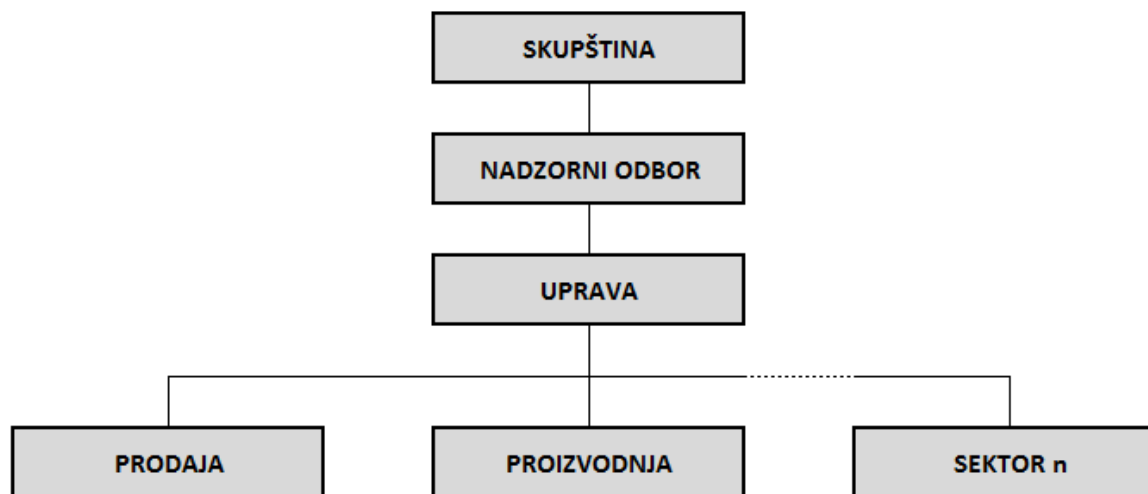 SKUPŠTINA
NADZORNI ODBOR
UPRAVA
PRODAJA
PROIZVODNJA
SEKTOR n